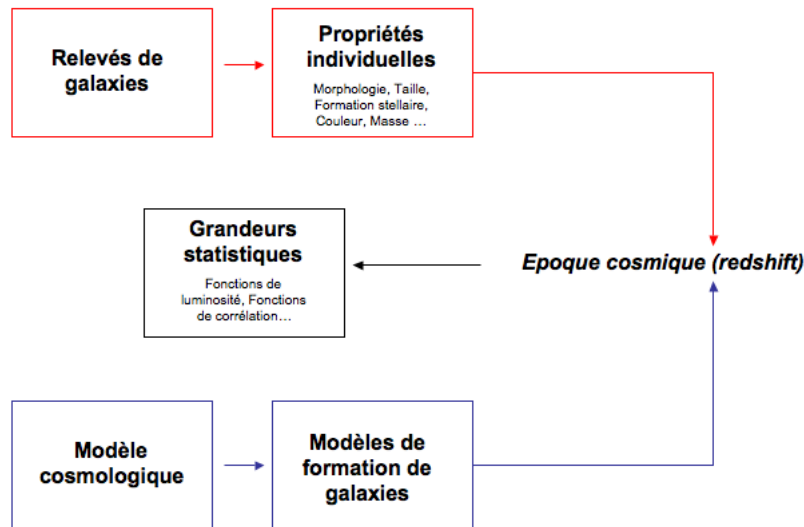 Relevés de
galaxies
Propriétés
individuelles
Morphologie, Taille,
Formation stellaire,
Couleur, Masse ...
Grandeurs
statistiques
Fonctions de
luminosité, Fonctions
de corrélation...
Epoque cosmique (redshift)
Modèle
cosmologique
Modèles de
formation de
galaxies